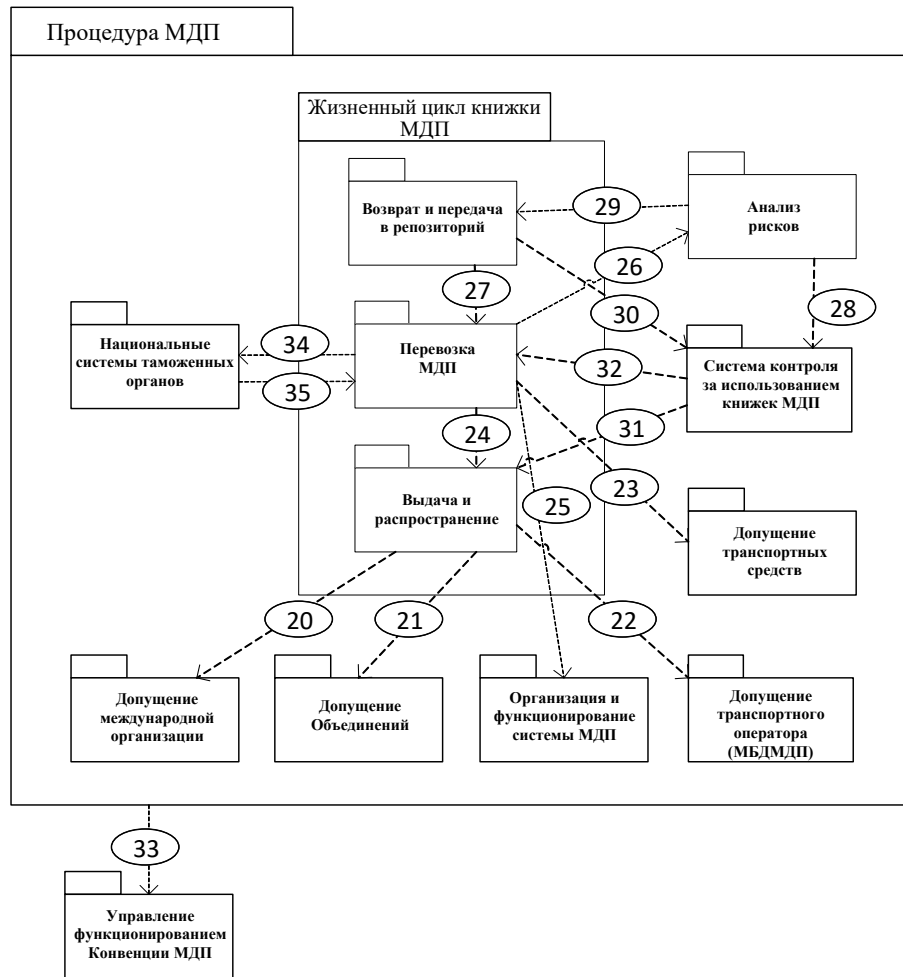 Процедура МДП
Жизненный цикл книжки
МДП
Возврат и передача
в репозиторий
29
Анализ
рисков
26
27
30
28
Национальные
системы таможенных
органов
34
35
Перевозка
МДП
32
Система контроля
за использованием
книжек МДП
24
31
Выдача и
распространение
25
23
Допущение
транспортных
средств
20
21
22
Допущение
международной
организации
Допущение
Объединений
Организация и
функционирование
системы МДП
Допущение
транспортного
оператора
(МБДМДП)
33
Управление
функционированием
Конвенции МДП